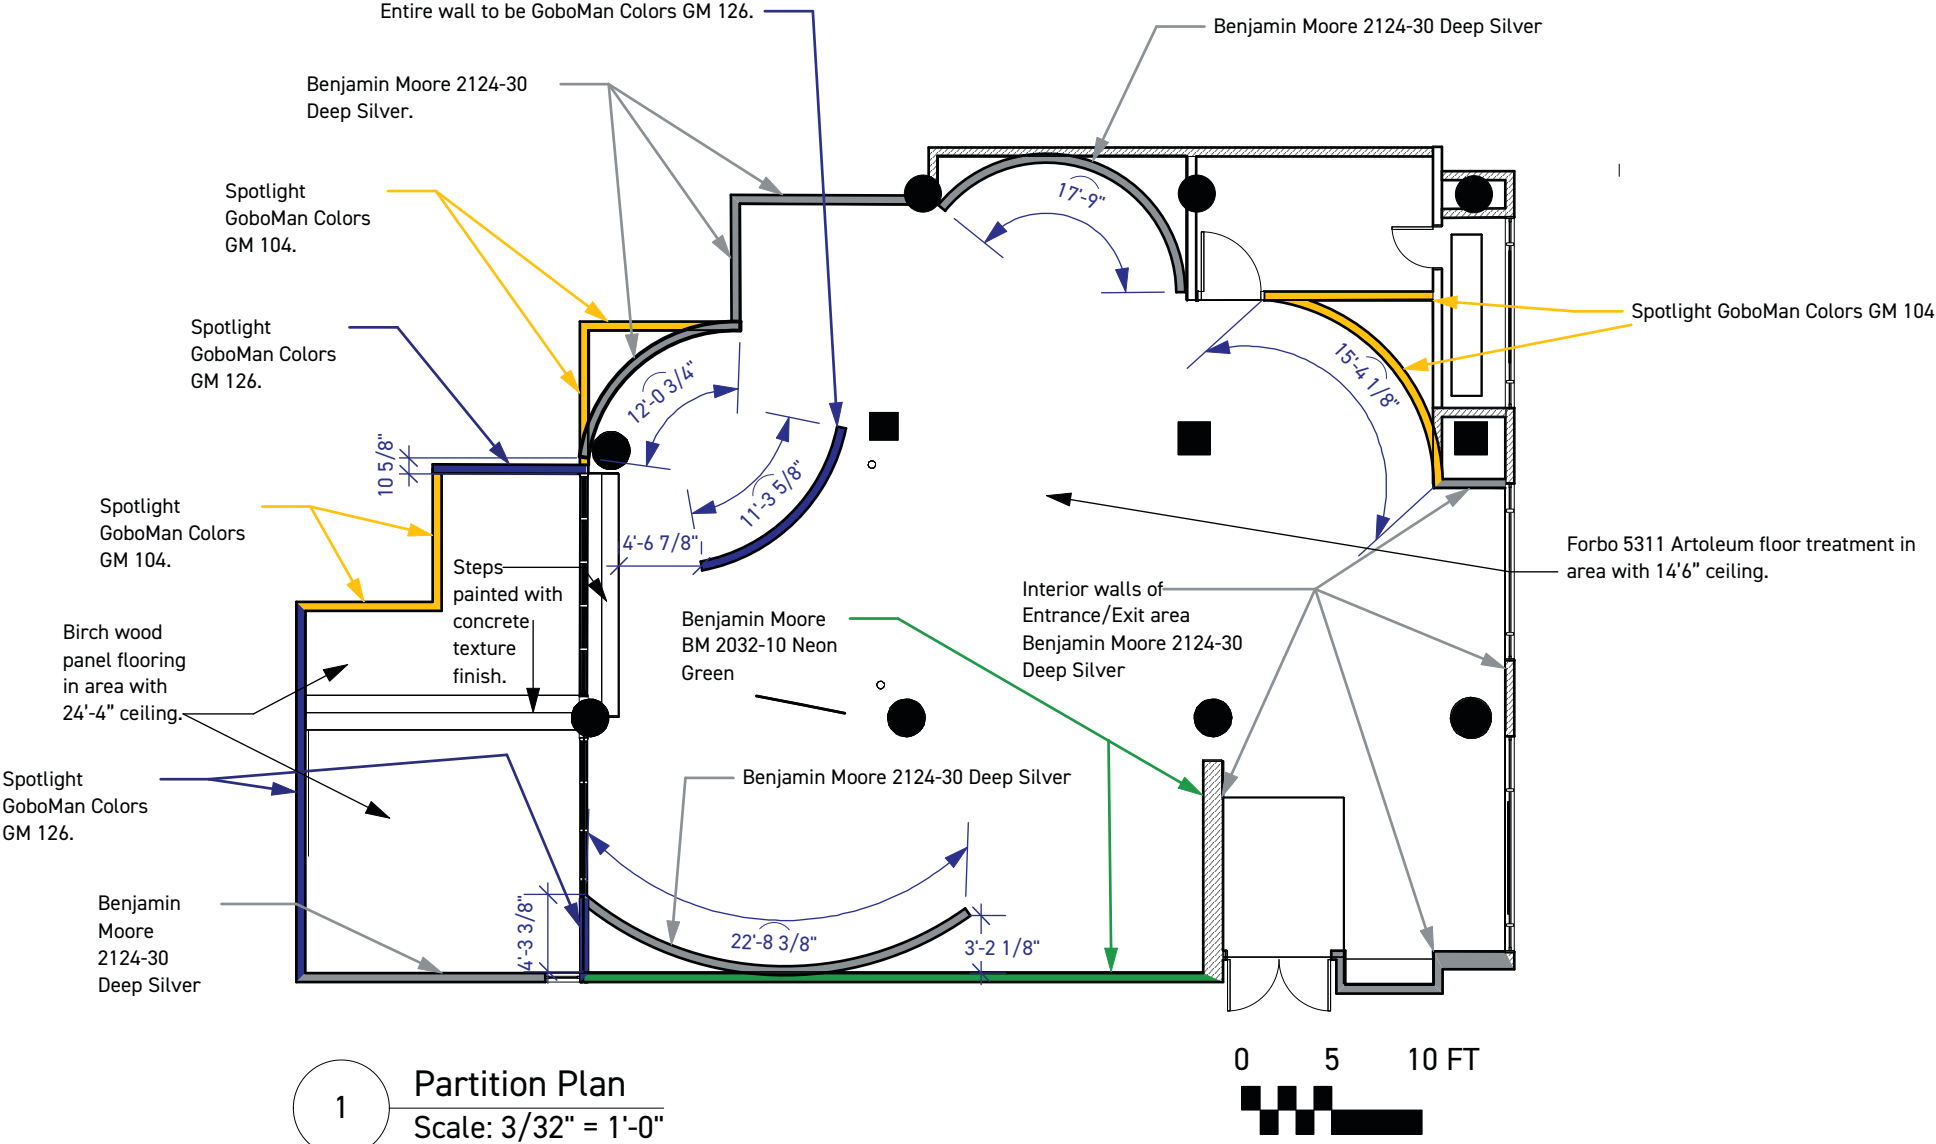 Entire wall to be GoboMan Colors GM 126.
Benjamin Moore 2124-30 Deep Silver
Benjamin Moore 2124-30
Deep Silver.
17'-9"
Spotlight
GoboMan Colors
GM 104.
Spotlight
GoboMan Colors
GM 126.
Spotlight GoboMan Colors GM 104
12'-0 3/4"
15'-4 1/8"
10 5/8"
11'-3 5/8"
4'-6 7/8"
Spotlight
GoboMan Colors
GM 104.
Steps
painted with
concrete
texture
finish.
Forbo 5311 Artoleum floor treatment in
area with 14'6” ceiling.
Interior walls of
Entrance/Exit area
Benjamin Moore 2124-30
Deep Silver
Benjamin Moore
BM 2032-10 Neon
Green
Birch wood
panel flooring
in area with
24'-4” ceiling.
Spotlight
GoboMan Colors
GM 126.
Benjamin Moore 2124-30 Deep Silver
Benjamin
Moore
2124-30
Deep Silver
4'-3 3/8"
22'-8 3/8"
3'-2 1/8"
0 5 10 FT
1
Partition Plan
Scale: 3/32" = 1'-0"